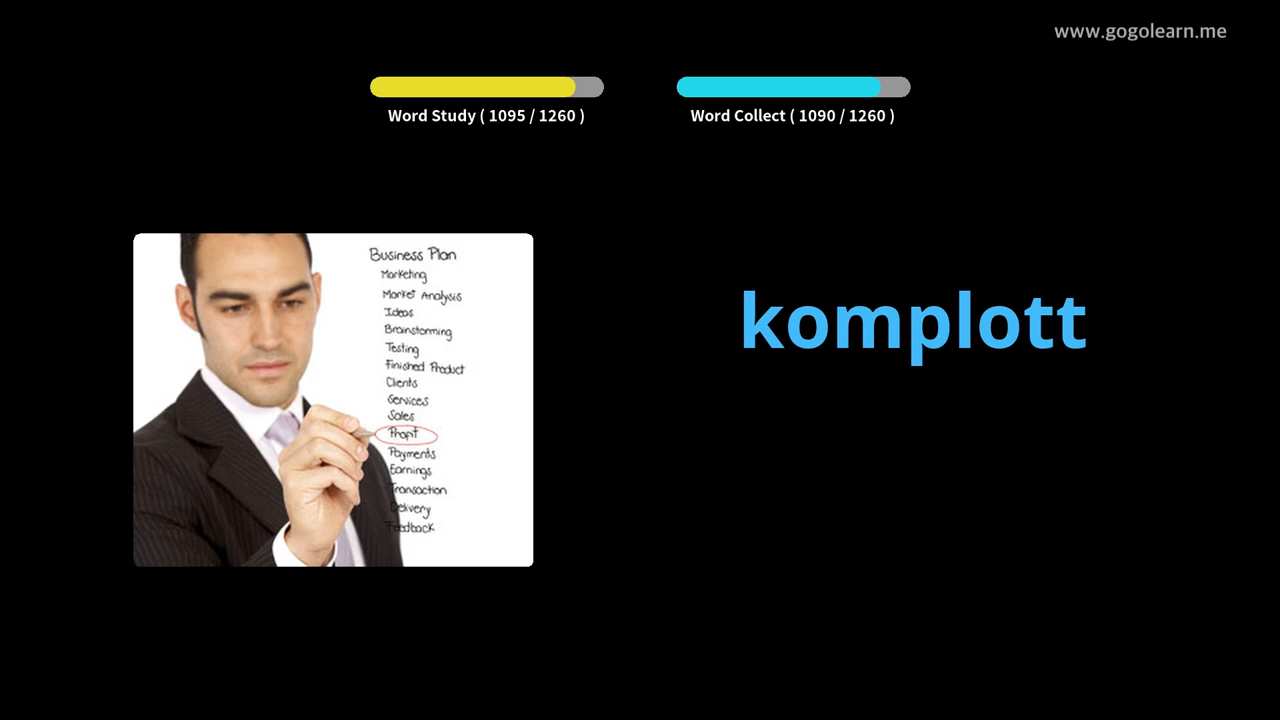 www.gogolearn.me
Word Study ( 1095 / 1260 )
Word Collect ( 1090 / 1260 )
Business Plan
Marketing
Market Analysis
Ideas
Brainstorming
Testing
Finished Product
Clients
Services
Sales
Profit
Payments
Earnings
Transaction
Delivery
Feedback
komplott